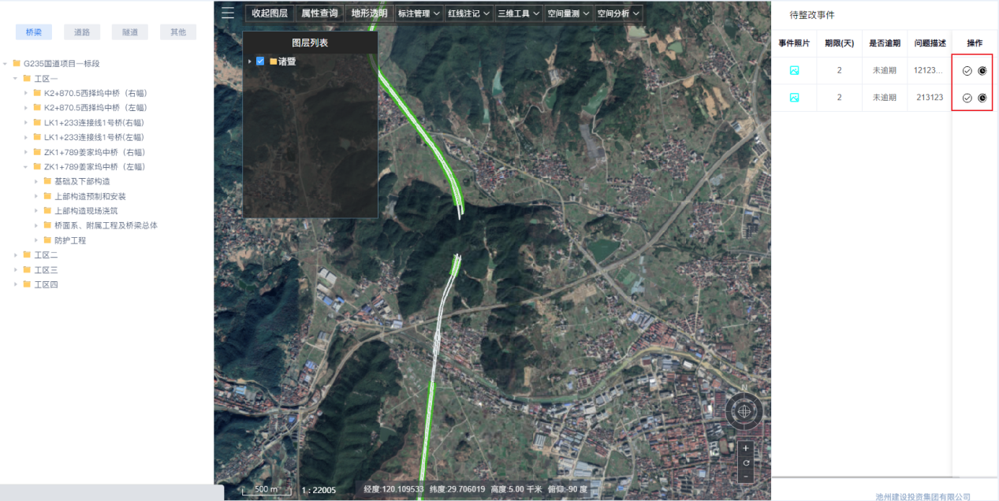 桥梁 道路 隧道 其他
G235国道项目一标段
工区一
K2+870.5西择坞中桥（右幅）
K2+870.5西择坞中桥（左幅）
LK1+233连接线1号桥(右幅)
LK1+233连接线1号桥(左幅)
ZK1+789姜家坞中桥（右幅）
ZK1+789姜家坞中桥（左幅）
基础及下部构造
上部构造预制和安装
上部构造现场浇筑
桥面系、附属工程及桥梁总体
防护工程
工区二
工区三
工区四
收起图层 属性查询 地形透明 标注管理 红线注记 三维工具 空间量测 空间分析
图层列表
诸暨
N
+
-
500 m 1 : 22005 经度:120.109533 纬度:29.706019 高度:5.00 千米 俯仰:-90 度
待整改事件
事件照片 期限(天) 是否逾期 问题描述 操作
2 未逾期 12123...
2 未逾期 213123
池州建设投资集团有限公司